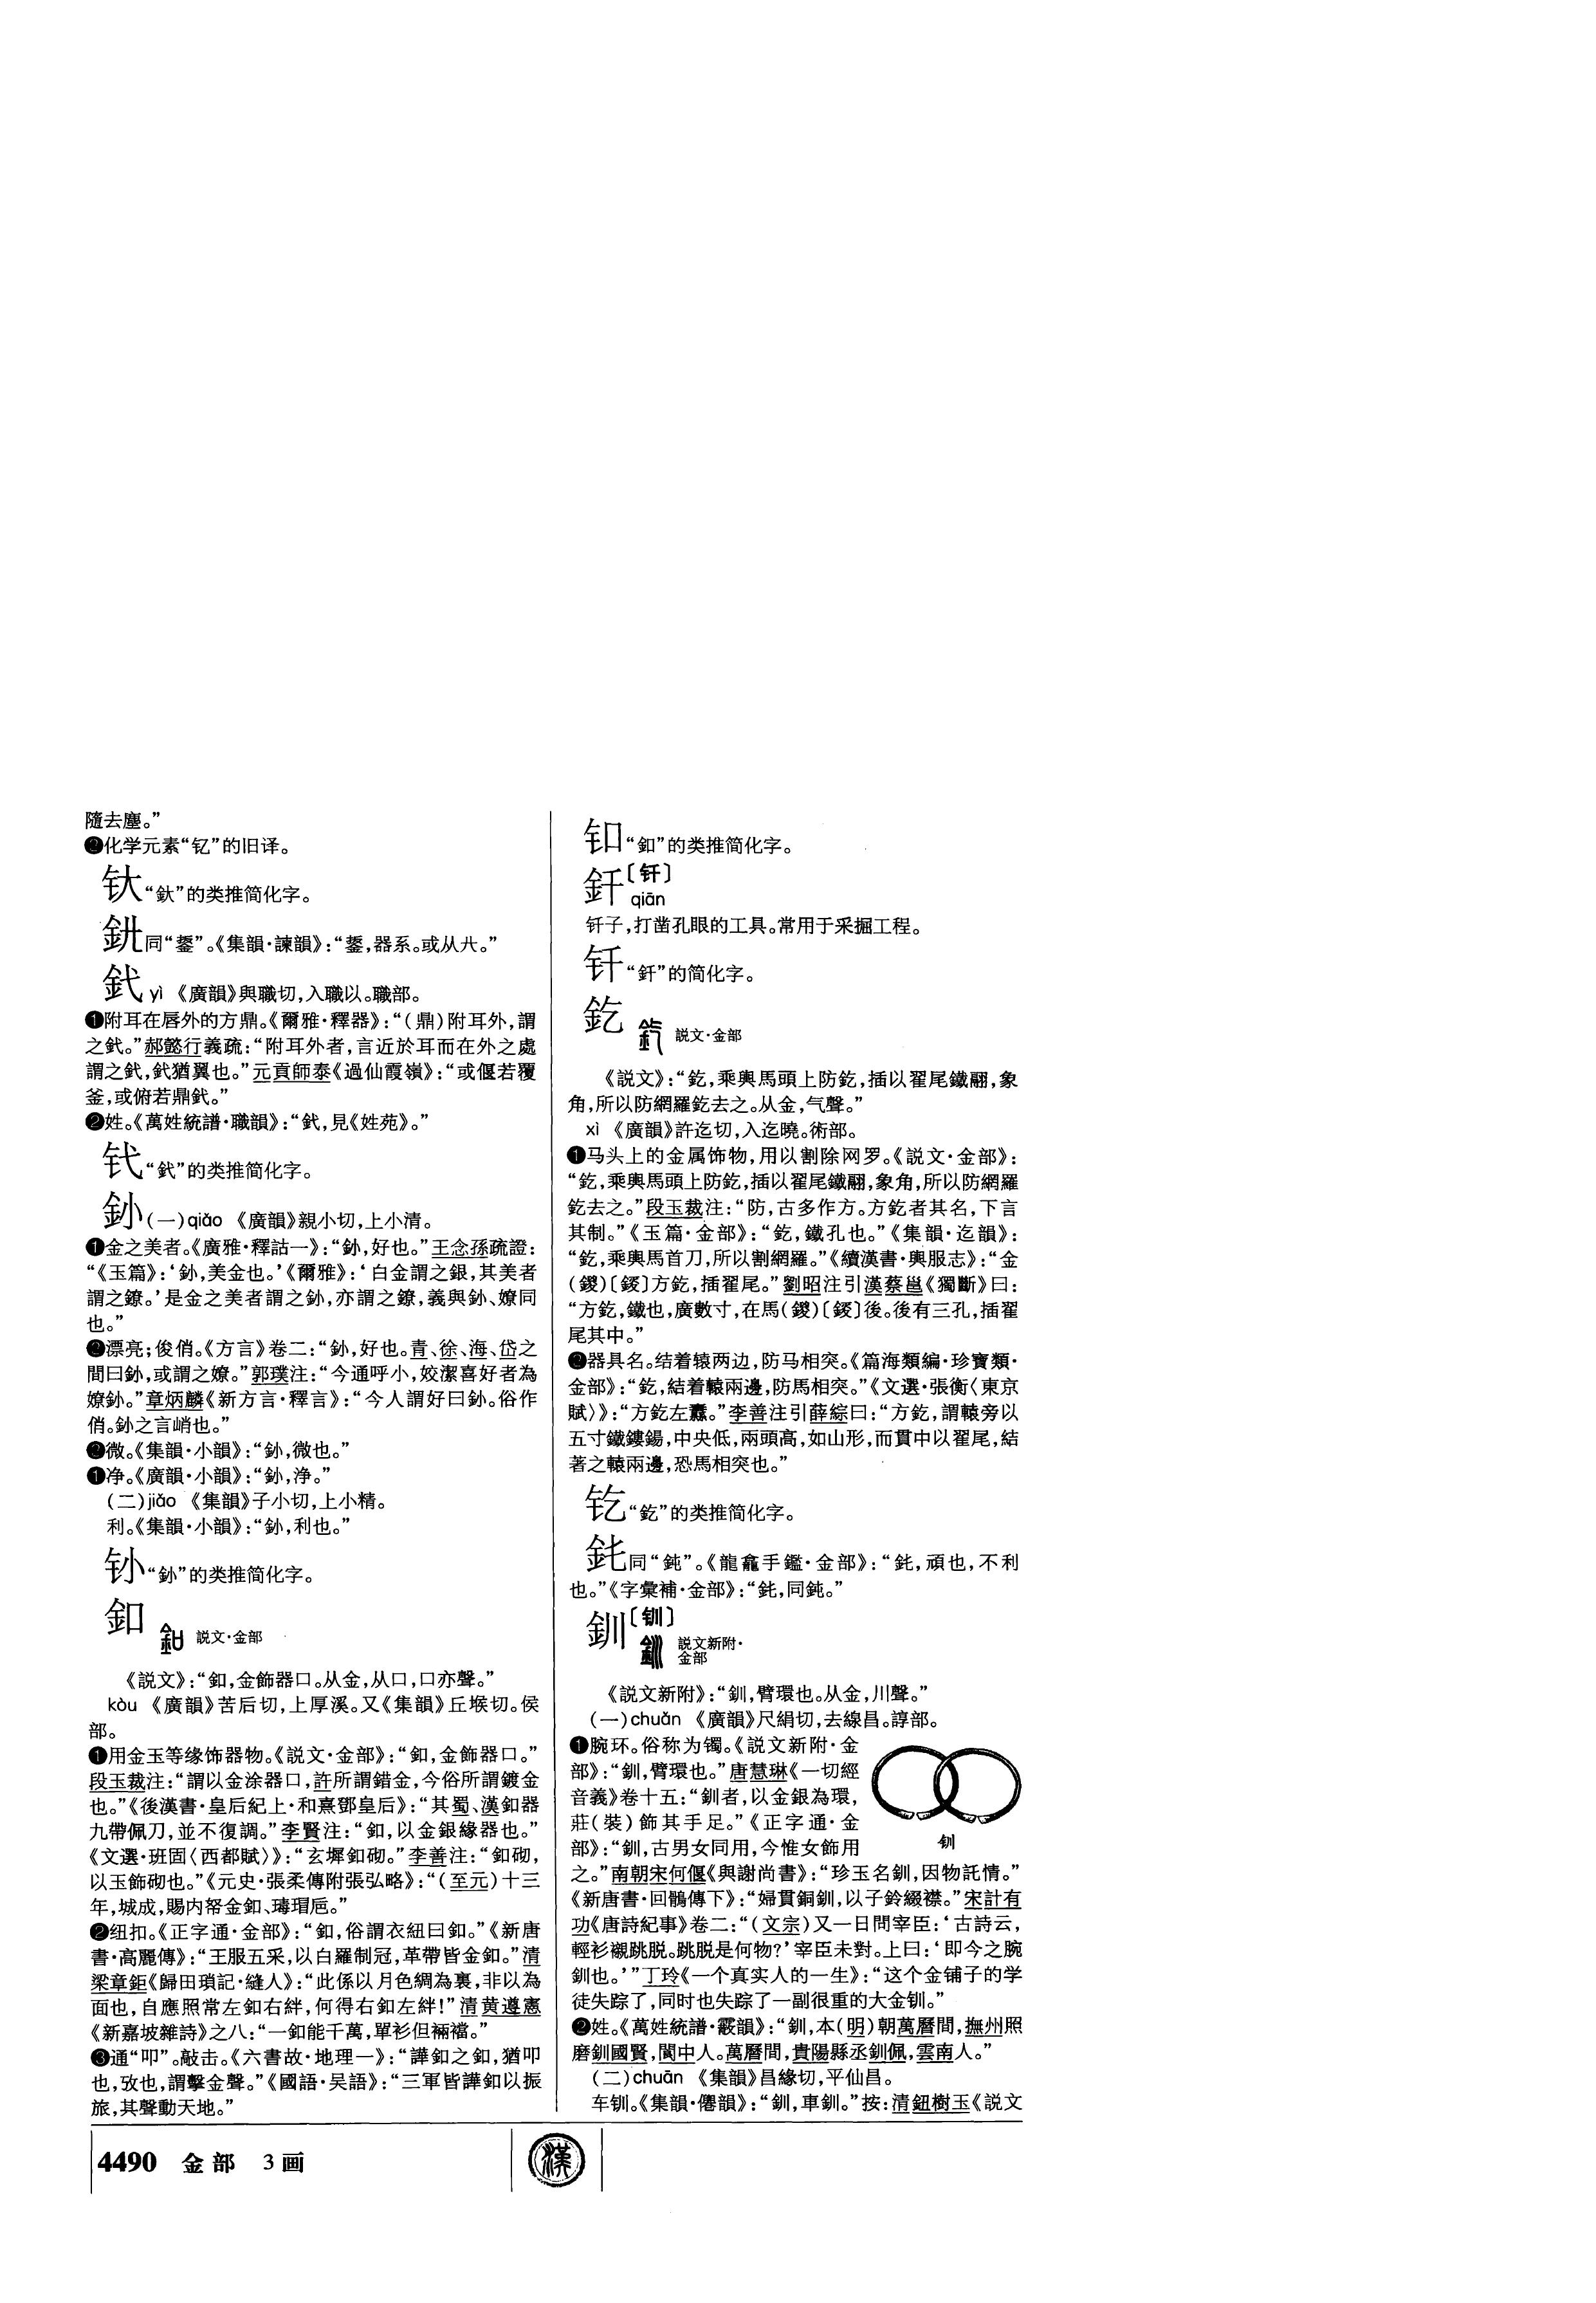 隨去塵。”
❷化学元素“钇”的旧译。
钛“釱”的类推简化字。
同“鋬”。《集韻·諫韻》：“鋬，器系。或从𠬜。”
釴 yì 《廣韻》與職切，入職以。職部。
❶附耳在唇外的方鼎。《爾雅·釋器》：“（鼎）附耳外，謂
之釴。”郝懿行義疏：“附耳外者，言近於耳而在外之處
謂之釴，釴猶翼也。”元貢師泰《過仙霞嶺》：“或偃若覆
釜，或俯若鼎釴。”
❷姓。《萬姓統譜·職韻》：“釴，見《姓苑》。”
“釴”的类推简化字。
釥（一）qiǎo 《廣韻》親小切，上小清。
❶金之美者。《廣雅·釋詁一》：“釥，好也。”王念孫疏證：
“《玉篇》：‘釥，美金也。’《爾雅》：‘白金謂之銀，其美者
謂之鐐。’是金之美者謂之釥，亦謂之鐐，義與釥、嫽同
也。”
❷漂亮；俊俏。《方言》卷二：“釥，好也。青、徐、海、岱之
間曰釥，或謂之嫽。”郭璞注：“今通呼小，姣潔喜好者為
嫽釥。”章炳麟《新方言·釋言》：“今人謂好曰釥。俗作
俏。釥之言峭也。”
❷微。《集韻·小韻》：“釥，微也。”
❶净。《廣韻·小韻》：“釥，净。”
（二）jiǎo 《集韻》子小切，上小精。
利。《集韻·小韻》：“釥，利也。”
“釥”的类推简化字。
釦 説文·金部
《説文》：“釦，金飾器口。从金，从口，口亦聲。”
kòu 《廣韻》苦后切，上厚溪。又《集韻》丘堠切。侯
部。
❶用金玉等缘饰器物。《説文·金部》：“釦，金飾器口。”
段玉裁注：“謂以金涂器口，許所謂錯金，今俗所謂鍍金
也。”《後漢書·皇后紀上·和熹鄧皇后》：“其蜀、漢釦器
九帶佩刀，並不復調。”李賢注：“釦，以金銀緣器也。”
《文選·班固〈西都賦〉》：“玄墀釦砌。”李善注：“釦砌，
以玉飾砌也。”《元史·張柔傳附張弘略》：“（至元）十三
年，城成，賜内帑金釦、瑇瑁卮。”
❷纽扣。《正字通·金部》：“釦，俗謂衣紐曰釦。”《新唐
書·高麗傳》：“王服五采，以白羅制冠，革帶皆金釦。”清
梁章鉅《歸田瑣記·縫人》：“此係以月色綢為裏，非以為
面也，自應照常左釦右絆，何得右釦左絆！”清黄遵憲
《新嘉坡雜詩》之八：“一釦能千萬，單衫但裲襠。”
❸通“叩”。敲击。《六書故·地理一》：“譁釦之釦，猶叩
也，攷也，謂擊金聲。”《國語·吴語》：“三軍皆譁釦以振
旅，其聲動天地。”
钔“釦”的类推简化字。
釺〔钎〕
qiān
钎子，打凿孔眼的工具。常用于采掘工程。
钎“釺”的简化字。
釳 説文·金部
《説文》：“釳，乘輿馬頭上防釳，插以翟尾鐵翮，象
角，所以防網羅釳去之。从金，气聲。”
xì 《廣韻》許迄切，入迄曉。術部。
❶马头上的金属饰物，用以割除网罗。《説文·金部》：
“釳，乘輿馬頭上防釳，插以翟尾鐵翮，象角，所以防網羅
釳去之。”段玉裁注：“防，古多作方。方釳者其名，下言
其制。”《玉篇·金部》：“釳，鐵孔也。”《集韻·迄韻》：
“釳，乘輿馬首刀，所以割網羅。”《續漢書·輿服志》：“金
（鍐）〔錽〕方釳，插翟尾。”劉昭注引漢蔡邕《獨斷》曰：
“方釳，鐵也，廣數寸，在馬（鍐）〔錽〕後。後有三孔，插翟
尾其中。”
❷器具名。结着辕两边，防马相突。《篇海類編·珍寶類·
金部》：“釳，結着轅兩邊，防馬相突。”《文選·張衡〈東京
賦〉》：“方釳左纛。”李善注引薛綜曰：“方釳，謂轅旁以
五寸鐵鏤鍚，中央低，兩頭高，如山形，而貫中以翟尾，結
著之轅兩邊，恐馬相突也。”
“釳”的类推简化字。
同“鈍”。《龍龕手鑑·金部》：“𨥂，頑也，不利
也。”《字彙補·金部》：“𨥂，同鈍。”
釧〔钏〕
説文新附·
金部
《説文新附》：“釧，臂環也。从金，川聲。”
（一）chuǎn 《廣韻》尺絹切，去線昌。諄部。
❶腕环。俗称为镯。《説文新附·金
部》：“釧，臂環也。”唐慧琳《一切經
音義》卷十五：“釧者，以金銀為環，
莊（裝）飾其手足。”《正字通·金
部》：“釧，古男女同用，今惟女飾用
钏
之。”南朝宋何偃《與謝尚書》：“珍玉名釧，因物託情。”
《新唐書·回鶻傳下》：“婦貫銅釧，以子鈴綴襟。”宋計有
功《唐詩紀事》卷二：“（文宗）又一日問宰臣：‘古詩云，
輕衫襯跳脱。跳脱是何物？’宰臣未對。上曰：‘即今之腕
釧也。’”丁玲《一个真实人的一生》：“这个金铺子的学
徒失踪了，同时也失踪了一副很重的大金钏。”
❷姓。《萬姓統譜·霰韻》：“釧，本（明）朝萬曆間，撫州照
磨釧國賢，閬中人。萬曆間，貴陽縣丞釧佩，雲南人。”
（二）chuān 《集韻》昌緣切，平仙昌。
车钏。《集韻·僊韻》：“釧，車釧。”按：清鈕樹玉《説文
4490 金部 3画
漢